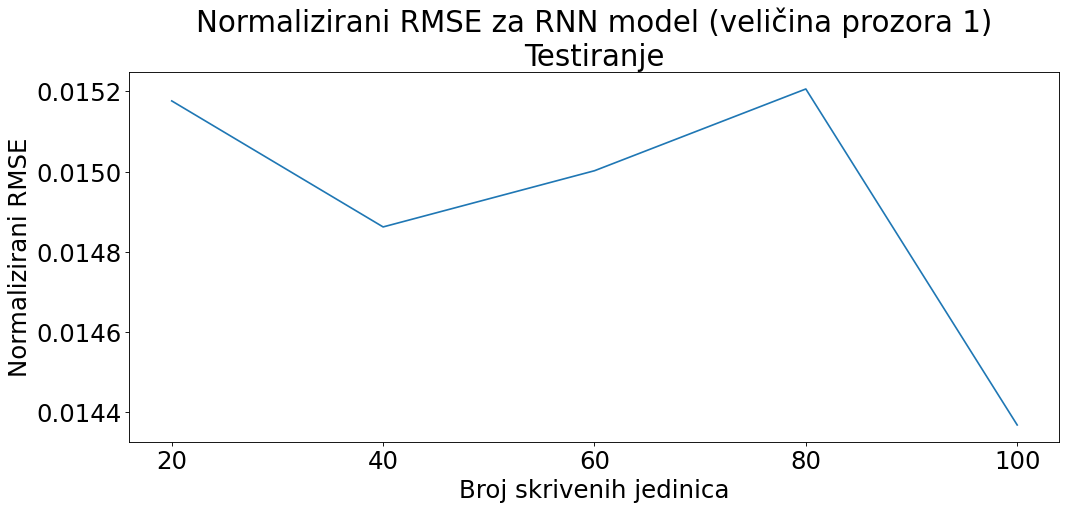 Normalizirani RMSE za RNN model (veličina prozora 1)
Testiranje
Normalizirani RMSE
0.0152
0.0150
0.0148
0.0146
0.0144
20 40 60 80 100
Broj skrivenih jedinica